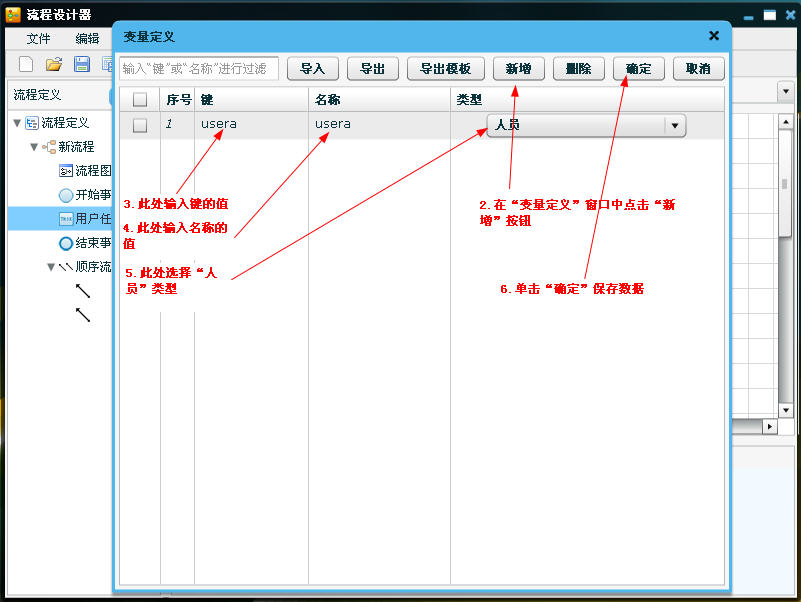 流程设计器
文件 编辑
变量定义
输入“键”或“名称”进行过滤 导入 导出 导出模板 新增 删除 确定 取消
流程定义
序号 键 名称 类型
1 usera usera 人员
流程定义
新流程
流程图
开始事
用户任
结束事
顺序流
3. 此处输入键的值
4. 此处输入名称的
值
5. 此处选择“人
员”类型
2. 在“变量定义”窗口中点击“新
增”按钮
6. 单击“确定”保存数据